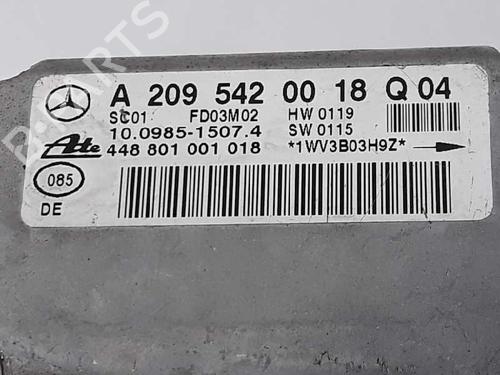 A 209 542 00 18 Q 04
SC01 FD03M02 HW 0119
10.0985-1507.4 SW 0115
Ate 448 801 001 018 *1WV3B03H9Z*
085
DE
B-PARTS